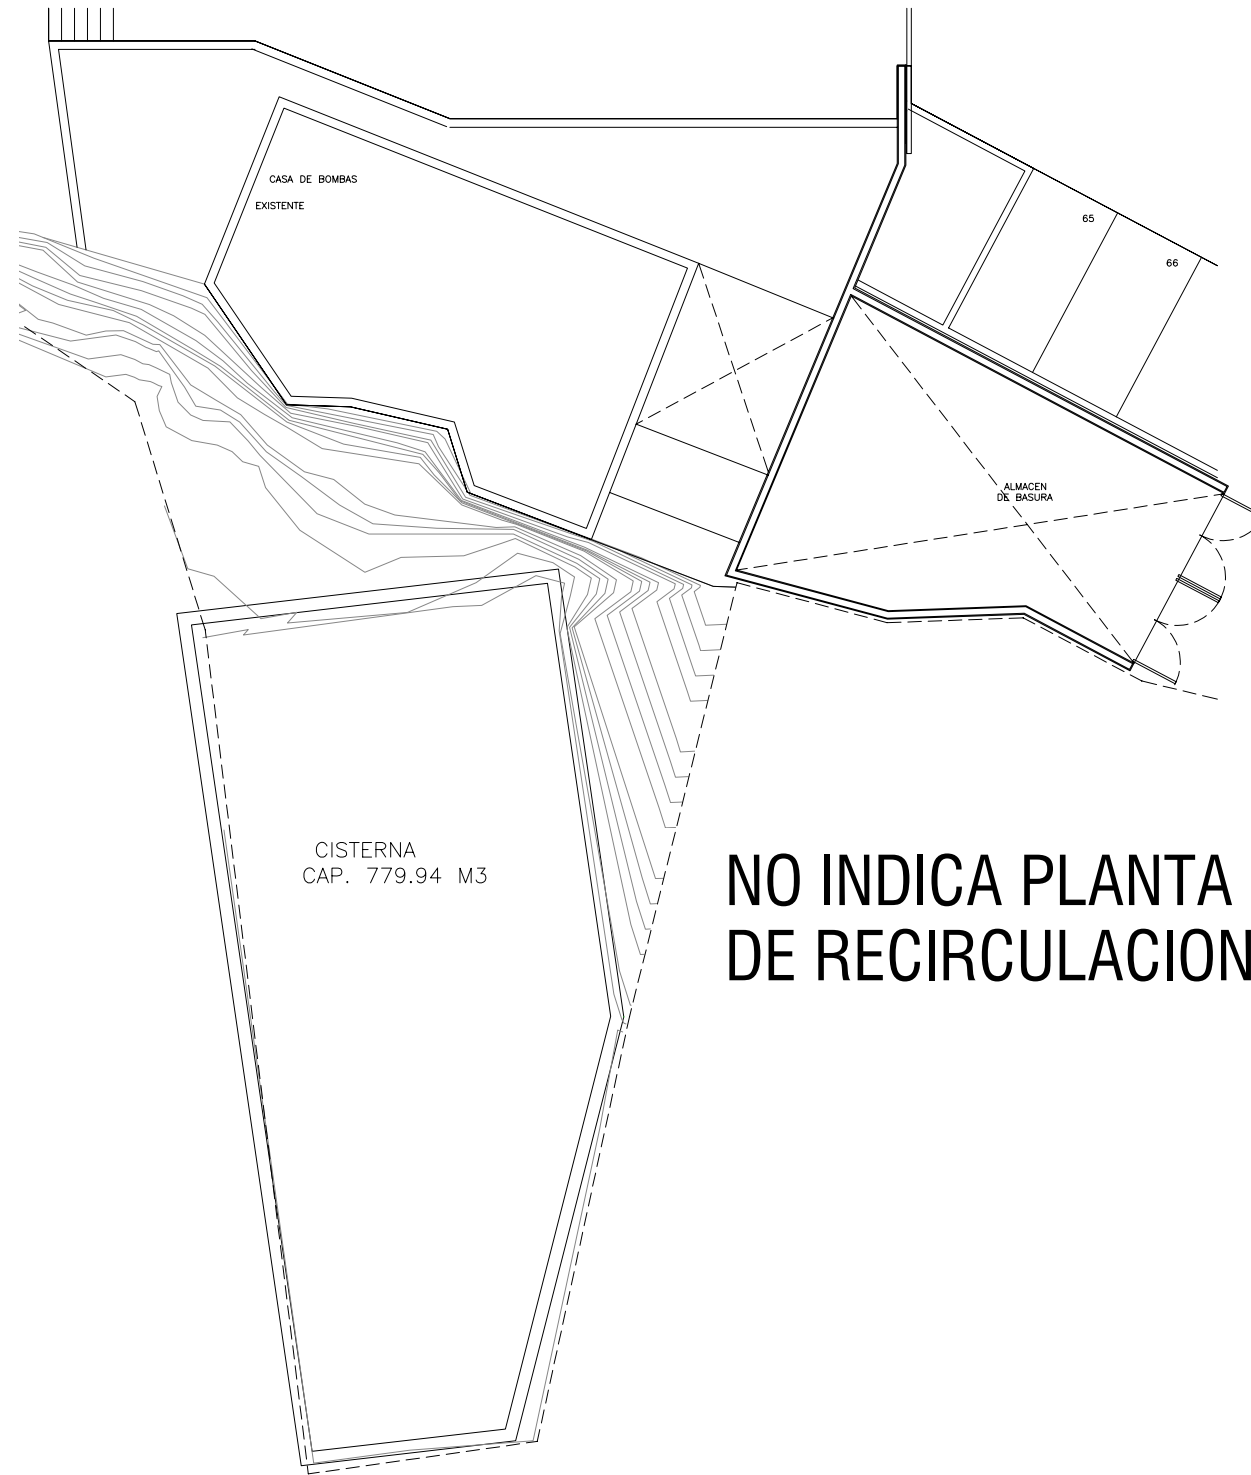 CASA DE BOMBAS
EXISTENTE
65
66
ALMACEN
DE BASURA
CISTERNA
CAP. 779.94 M3
NO INDICA PLANTA
DE RECIRCULACION